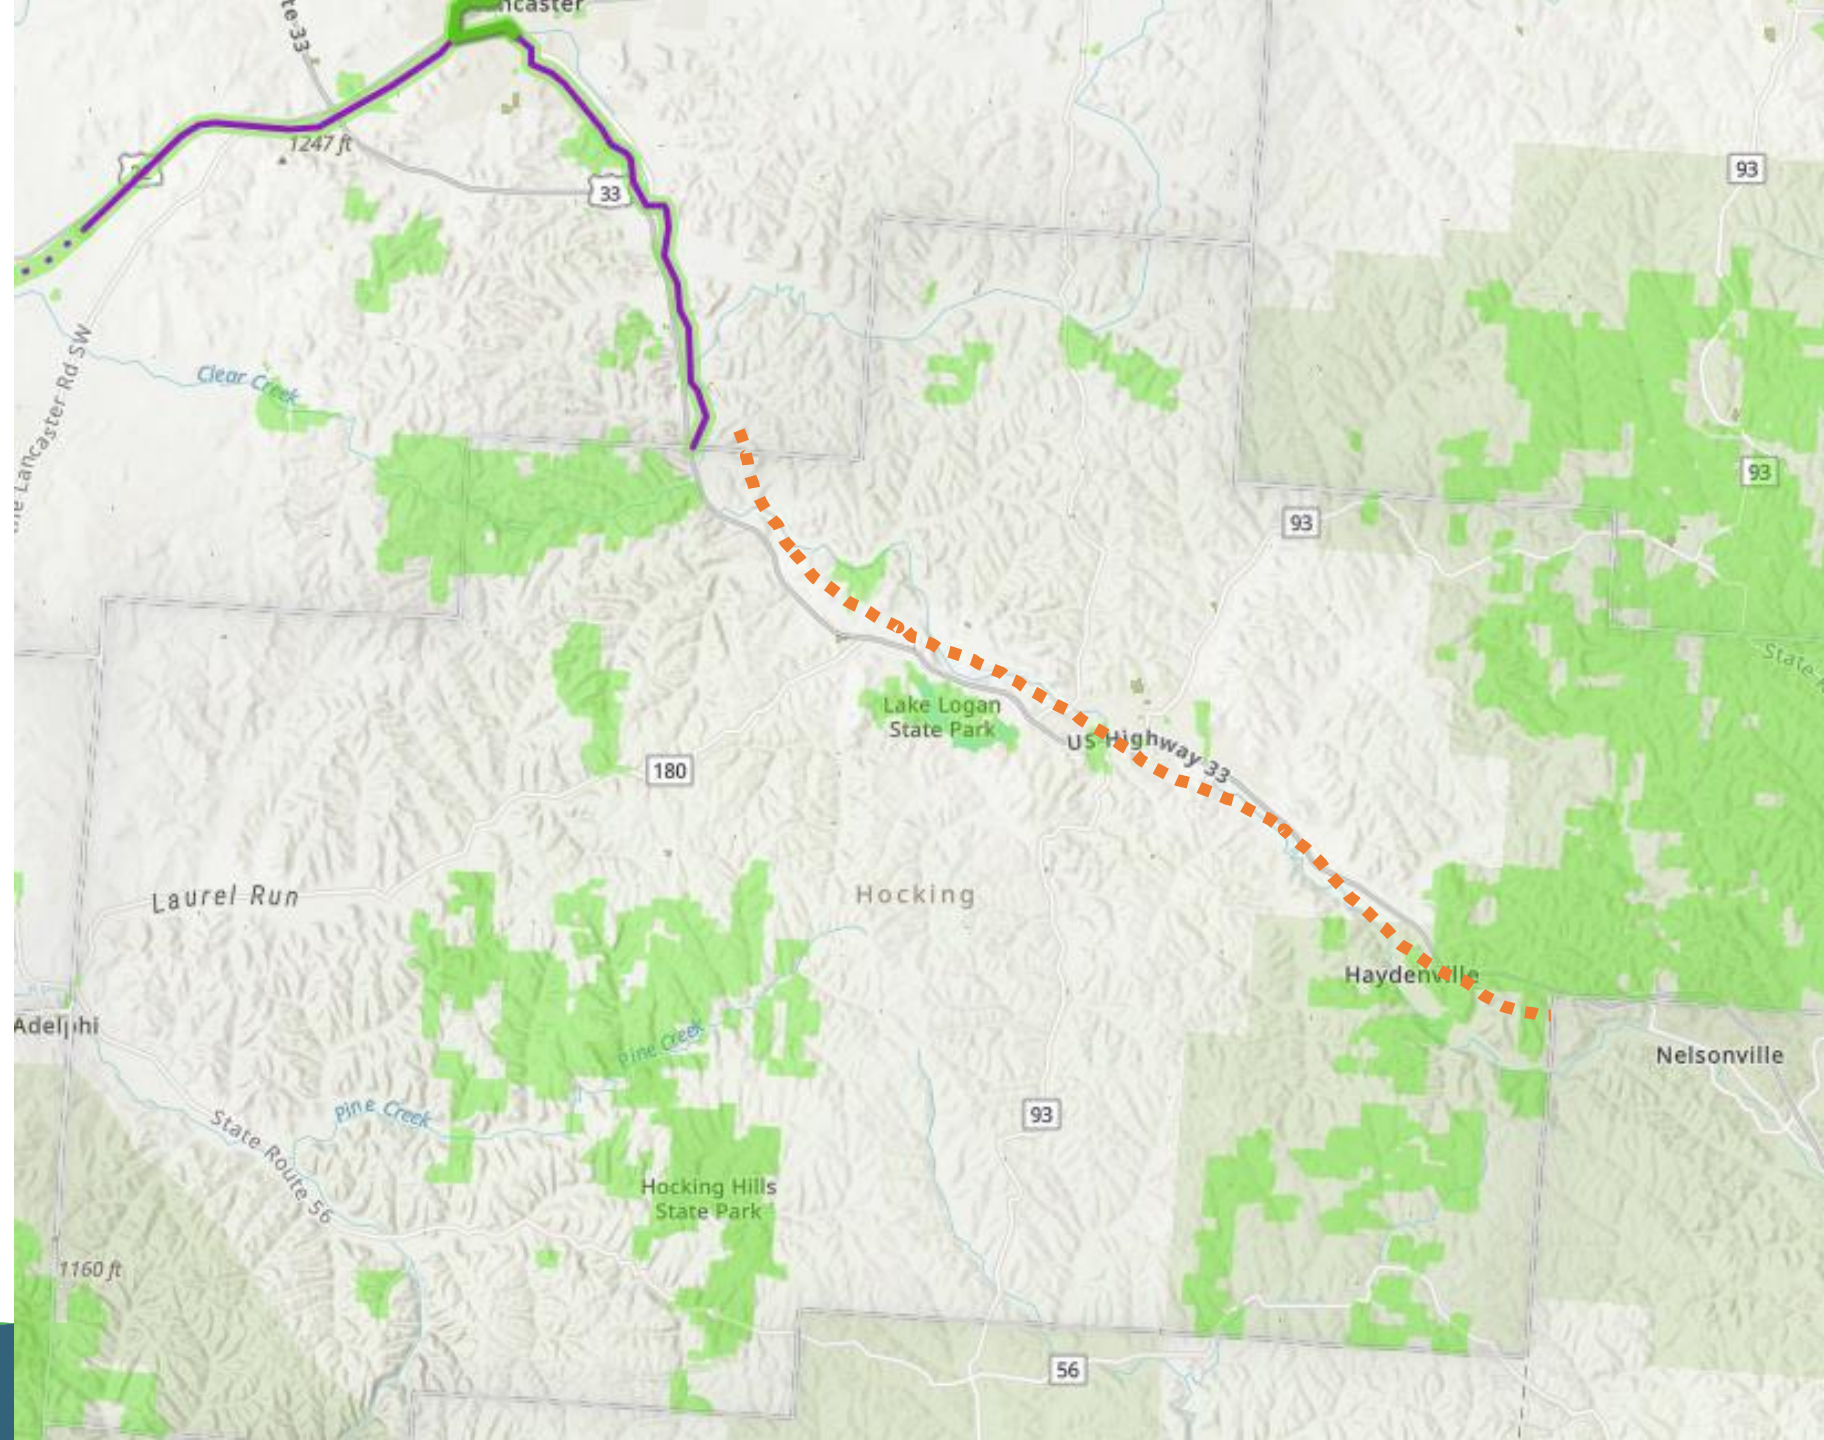 ncaster
te 33
1247 ft
33
93
Clear Creek
Lancaster Rd SW
93
93
State
Lake Logan
State Park
US Highway 33
180
Laurel Run
Hocking
Haydenville
Adelphi
Nelsonville
Pine Creek
Pine Creek
State Route 56
93
Hocking Hills
State Park
1160 ft
56